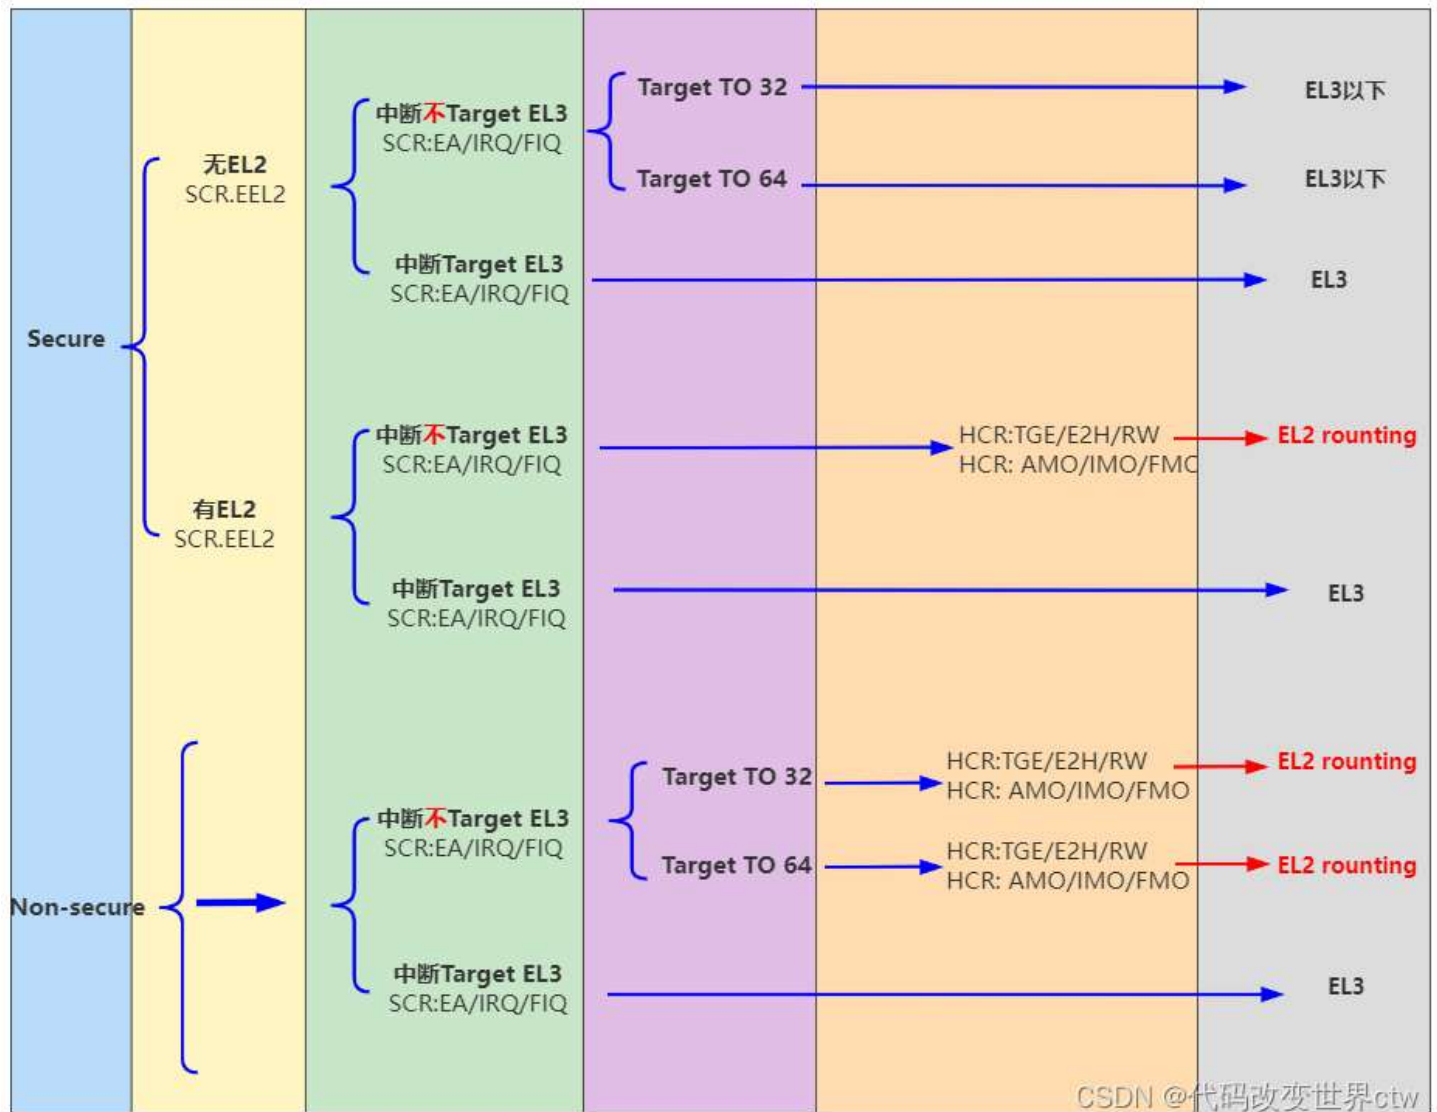 Secure
无EL2
SCR.EEL2
中断不Target EL3
SCR:EA/IRQ/FIQ
Target TO 32
EL3以下
Target TO 64
EL3以下
中断Target EL3
SCR:EA/IRQ/FIQ
EL3
有EL2
SCR.EEL2
中断不Target EL3
SCR:EA/IRQ/FIQ
HCR:TGE/E2H/RW
HCR: AMO/IMO/FMO
EL2 rounting
中断Target EL3
SCR:EA/IRQ/FIQ
EL3
Non-secure
中断不Target EL3
SCR:EA/IRQ/FIQ
Target TO 32
HCR:TGE/E2H/RW
HCR: AMO/IMO/FMO
EL2 rounting
Target TO 64
HCR:TGE/E2H/RW
HCR: AMO/IMO/FMO
EL2 rounting
中断Target EL3
SCR:EA/IRQ/FIQ
EL3
CSDN @代码改变世界ctw